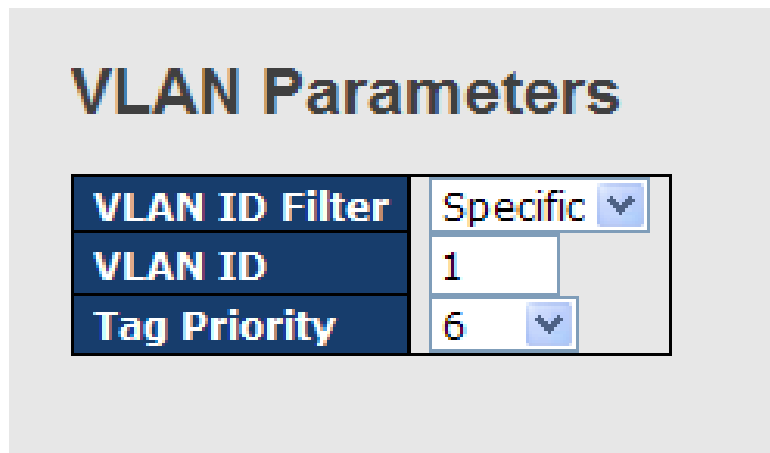 VLAN Parameters
VLAN ID Filter Specific
VLAN ID 1
Tag Priority 6